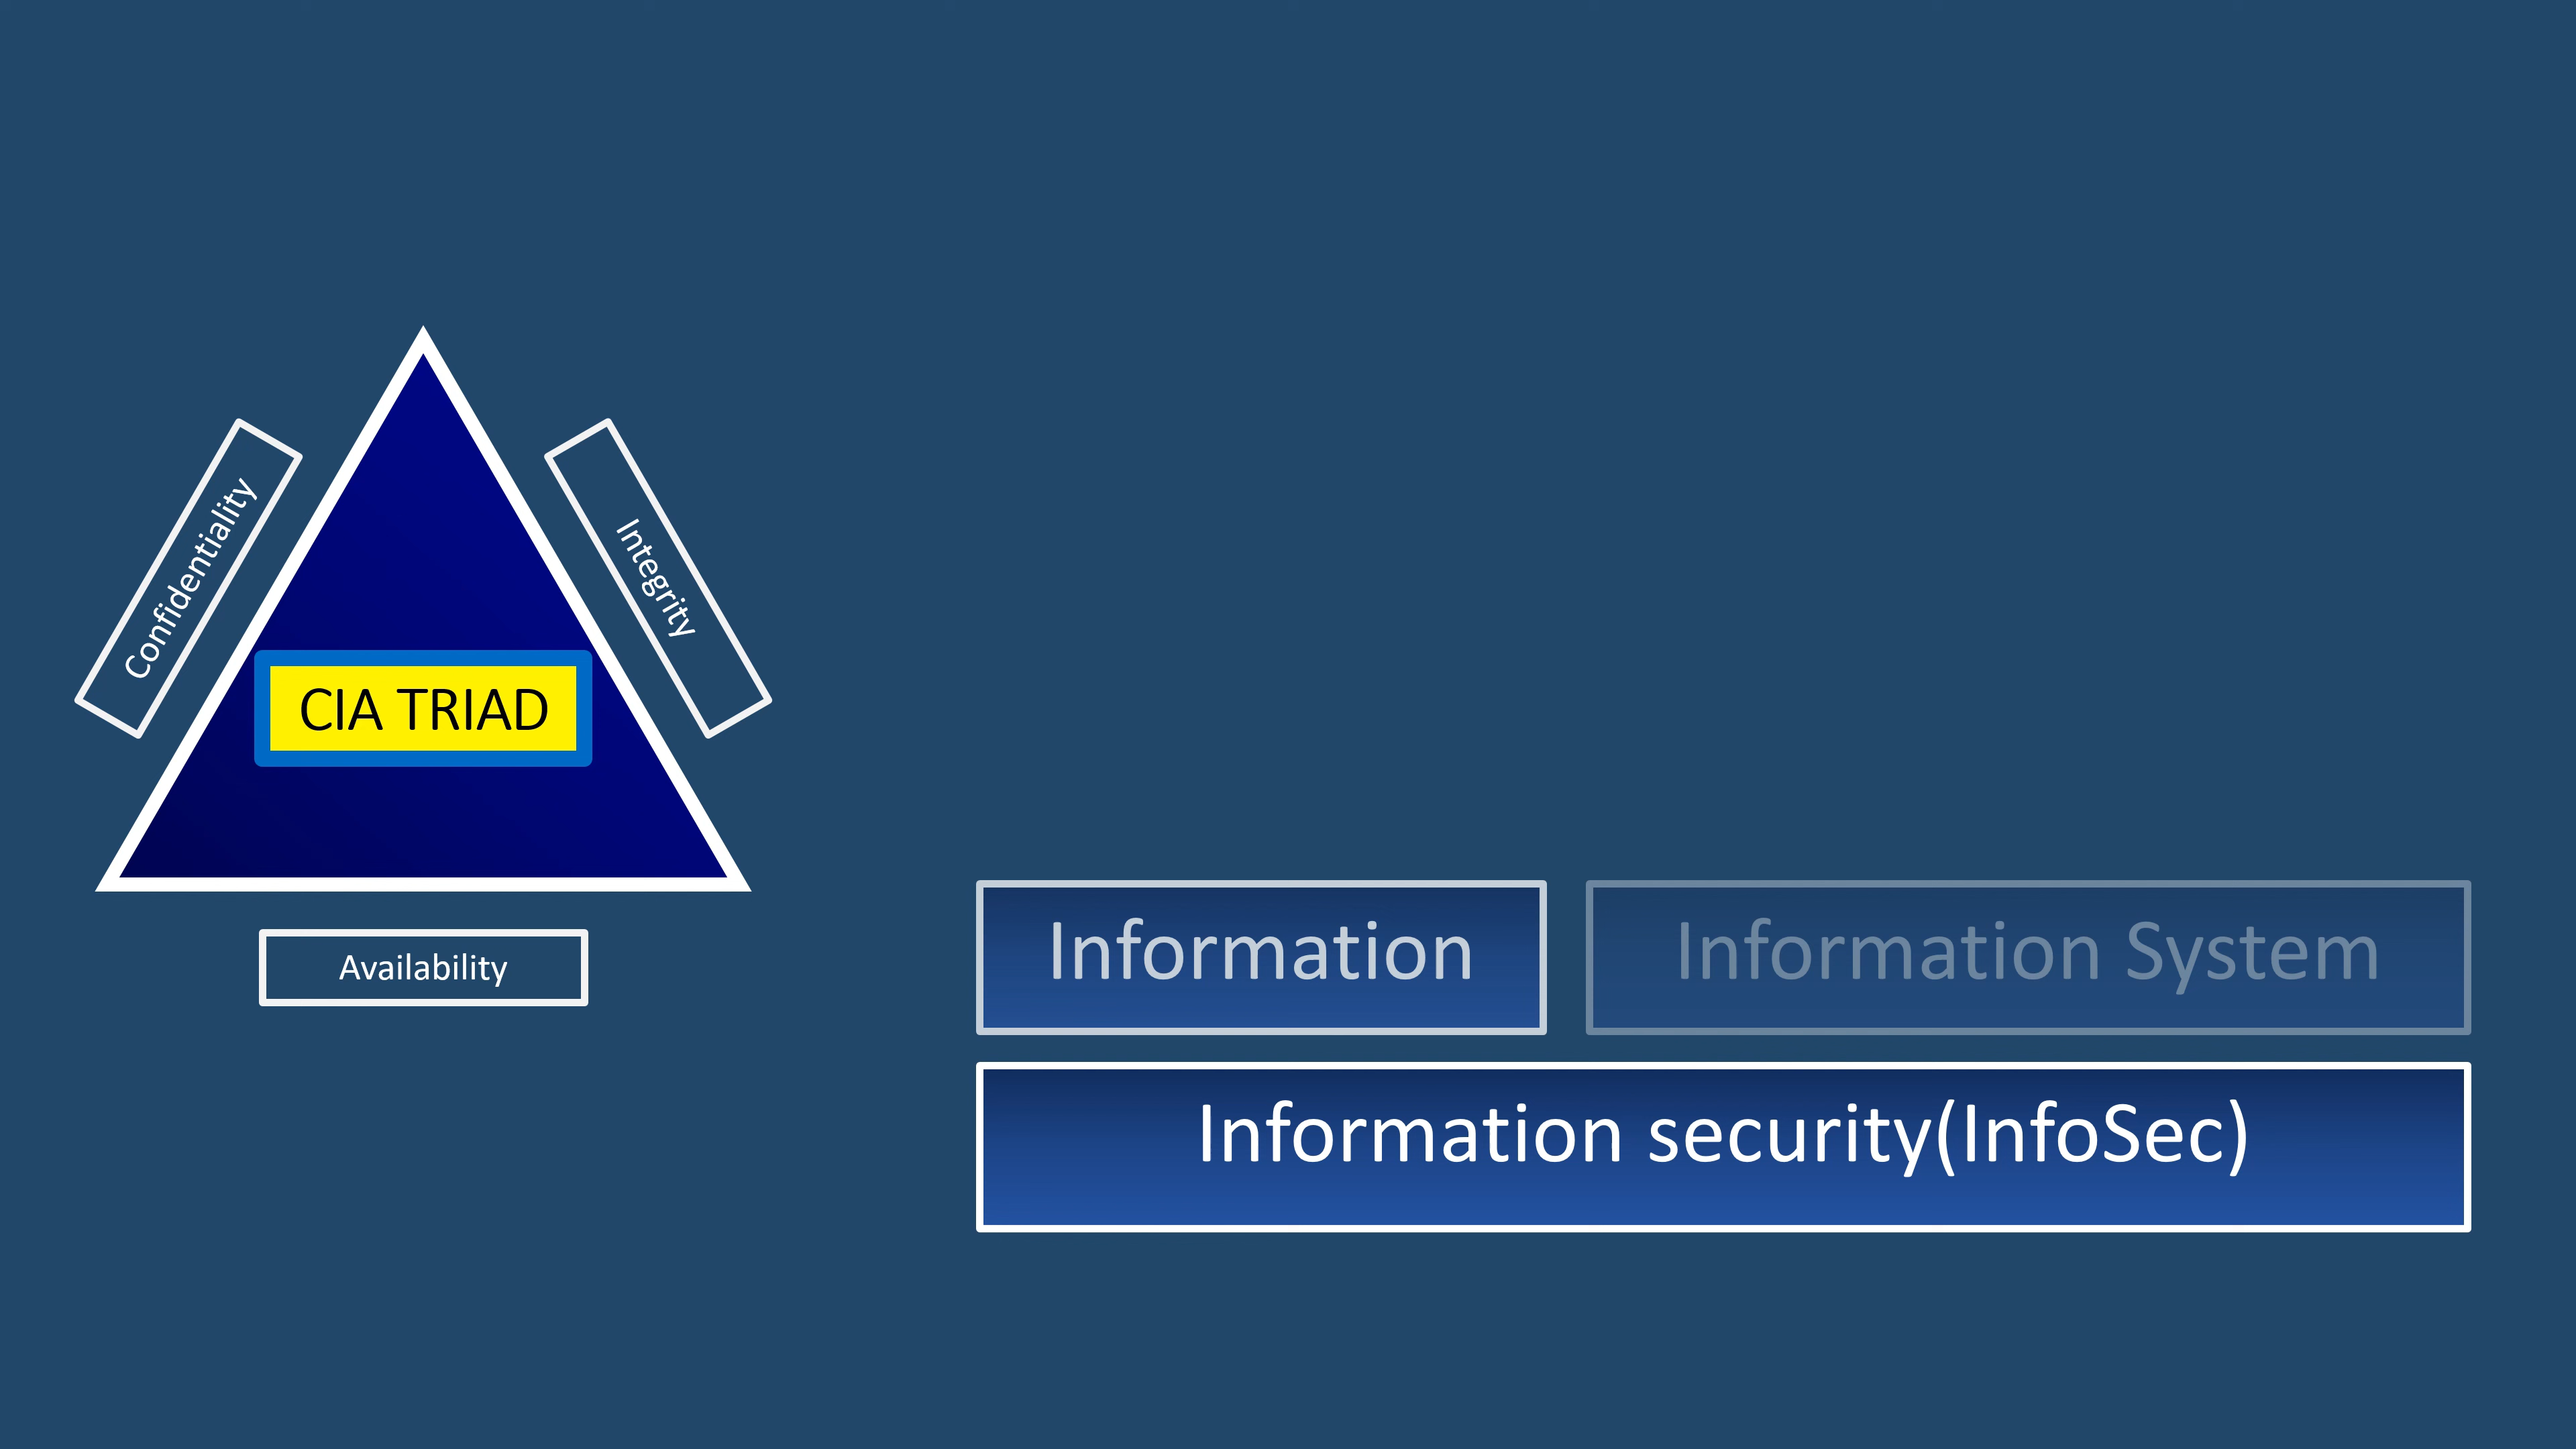 Confidentiality
Integrity
CIA TRIAD
Availability
Information
Information System
Information security(InfoSec)